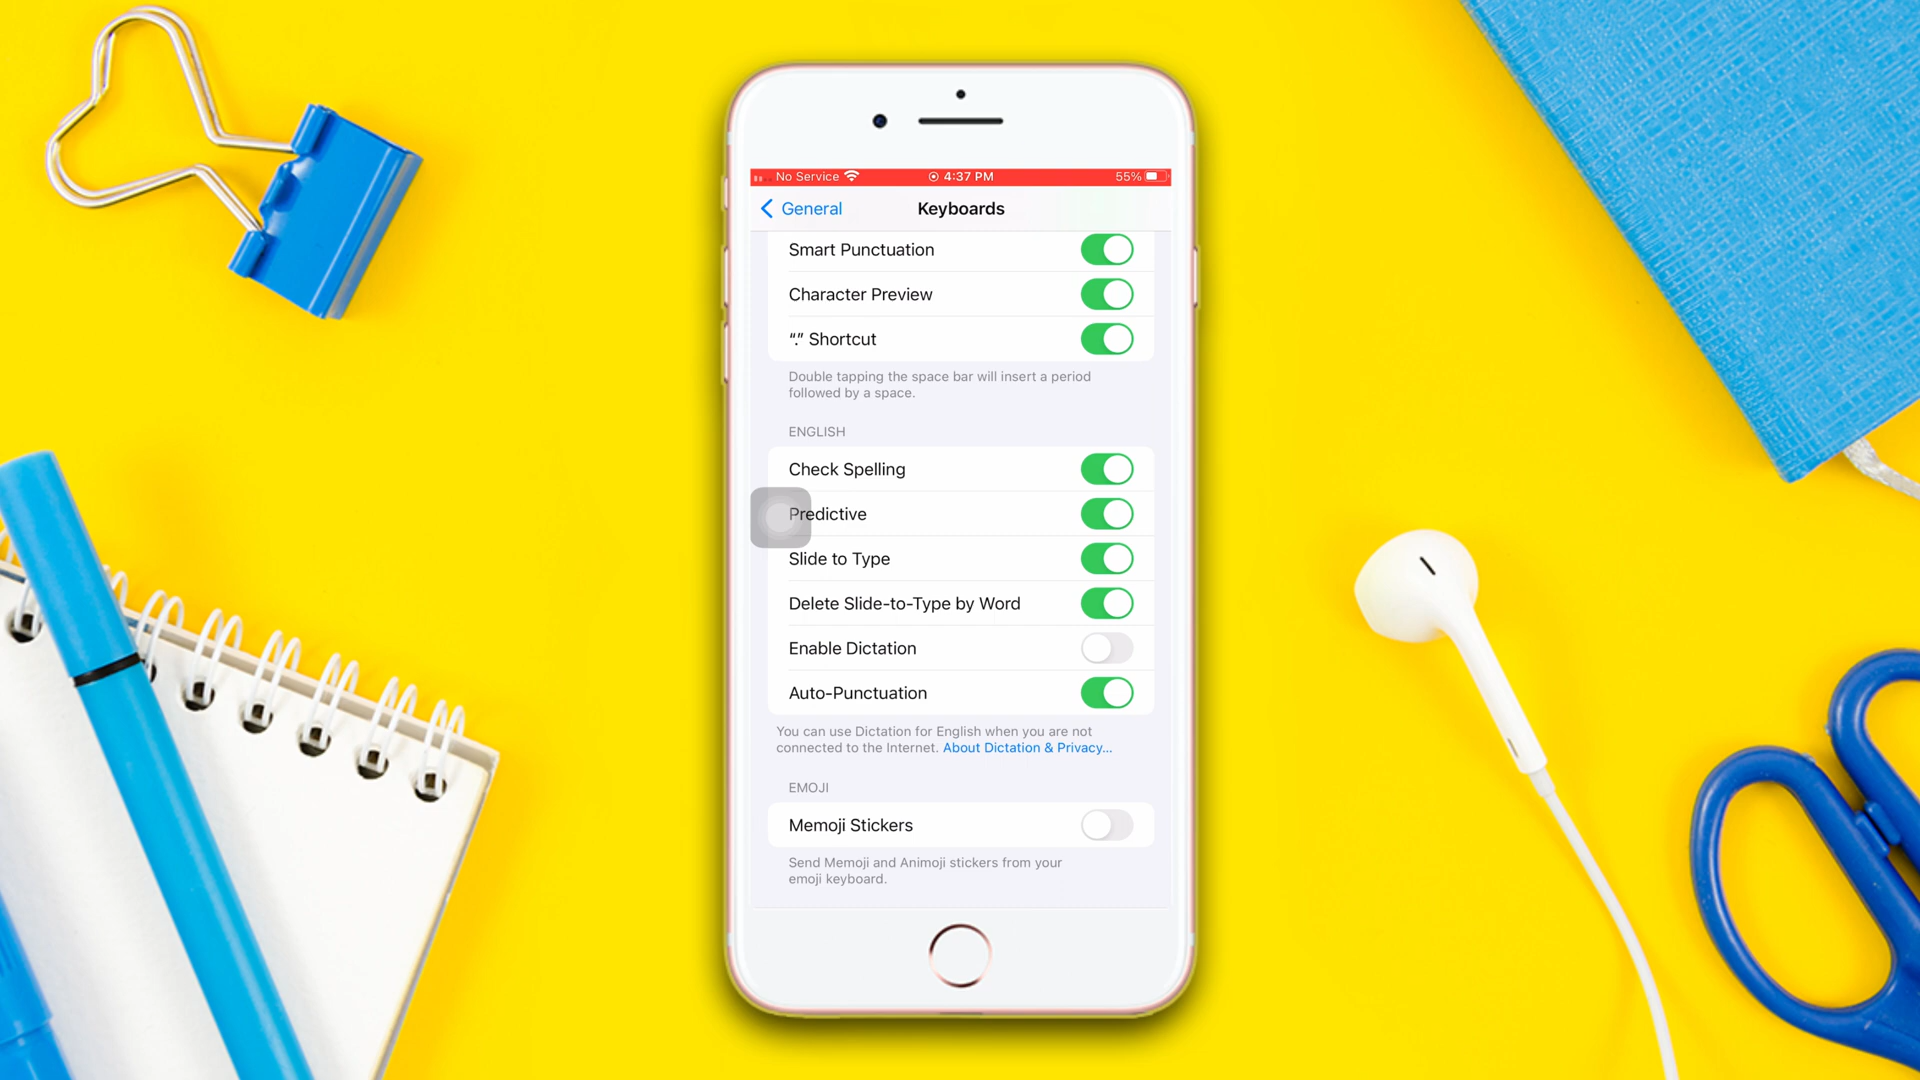 No Service 4:37 PM 55%
General Keyboards
Smart Punctuation
Character Preview
“.” Shortcut
Double tapping the space bar will insert a period
followed by a space.
ENGLISH
Check Spelling
Predictive
Slide to Type
Delete Slide-to-Type by Word
Enable Dictation
Auto-Punctuation
You can use Dictation for English when you are not
connected to the Internet. About Dictation & Privacy...
EMOJI
Memoji Stickers
Send Memoji and Animoji stickers from your
emoji keyboard.